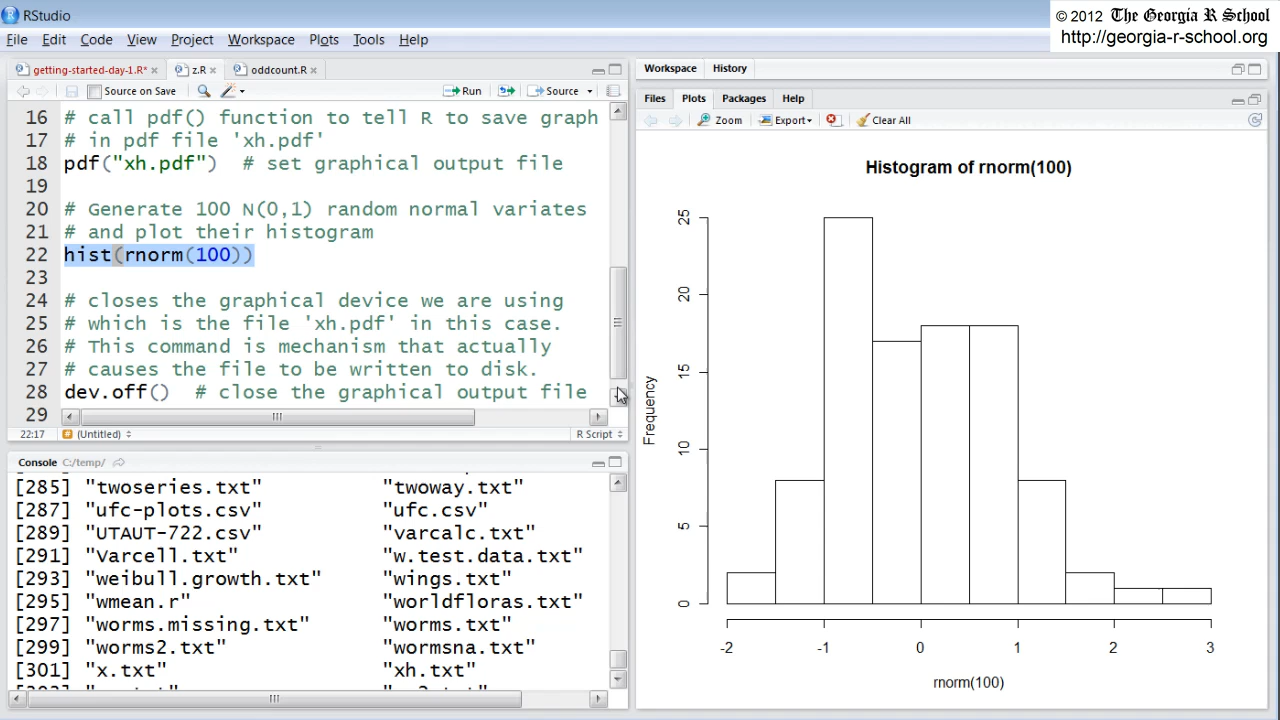 RStudio
© 2012 The Georgia R School
http://georgia-r-school.org
File Edit Code View Project Workspace Plots Tools Help
getting-started-day-1.R* z.R oddcount.R
Source on Save Run Source
16 # call pdf() function to tell R to save graph
17 # in pdf file 'xh.pdf'
18 pdf("xh.pdf") # set graphical output file
19
20 # Generate 100 N(0,1) random normal variates
21 # and plot their histogram
22 hist(rnorm(100))
23
24 # closes the graphical device we are using
25 # which is the file 'xh.pdf' in this case.
26 # This command is mechanism that actually
27 # causes the file to be written to disk.
28 dev.off() # close the graphical output file
29
22:17 (Untitled) R Script
Console C:/temp/
[285] "twoseries.txt" "twoway.txt"
[287] "ufc-plots.csv" "ufc.csv"
[289] "UTAUT-722.csv" "varcalc.txt"
[291] "Varcell.txt" "w.test.data.txt"
[293] "weibull.growth.txt" "wings.txt"
[295] "wmean.r" "worldfloras.txt"
[297] "worms.missing.txt" "worms.txt"
[299] "worms2.txt" "wormsna.txt"
[301] "x.txt" "xh.txt"
Workspace History
Files Plots Packages Help
Zoom Export Clear All
Histogram of rnorm(100)
Frequency
25
20
15
10
5
0
-2 -1 0 1 2 3
rnorm(100)